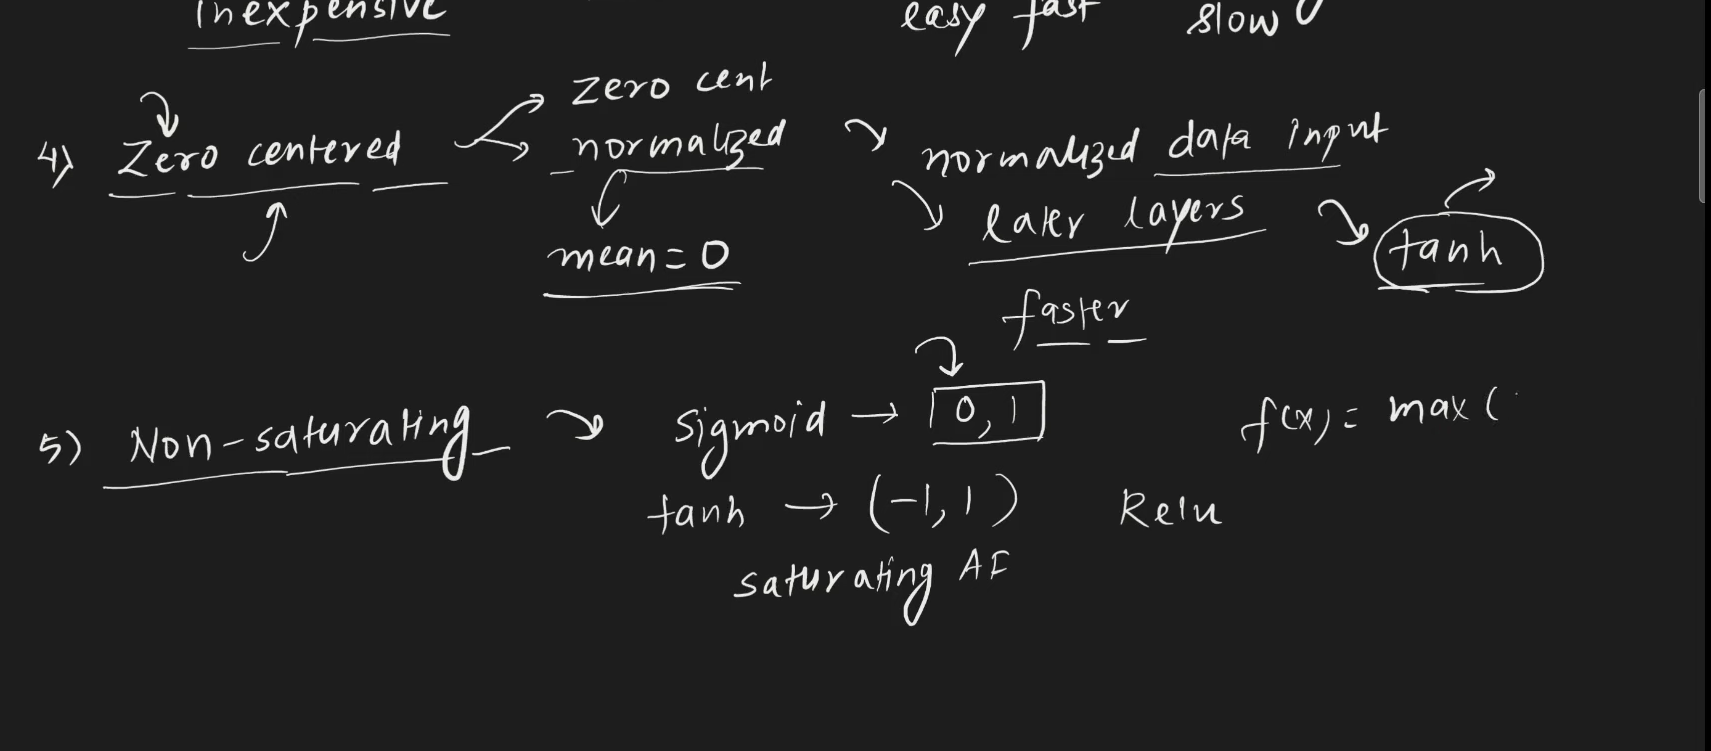 Inexpensive easy fast slow
zero cent
4) Zero centered normalized normalized data input
later layers tanh
mean = 0
faster
5) Non-saturating sigmoid → [0, 1] f(x) = max (
tanh → (-1, 1) Relu
saturating AF